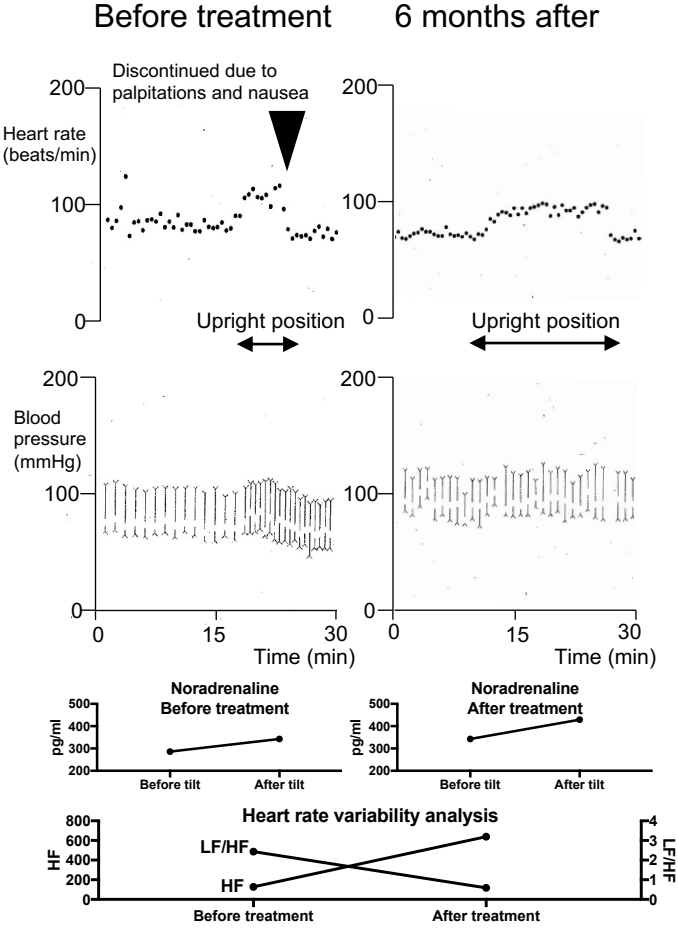 Before treatment
6 months after
Discontinued due to
palpitations and nausea
200
200
Heart rate
(beats/min)
100
100
0
0
Upright position
Upright position
200
200
Blood
pressure
(mmHg)
100
100
0
0
0
15
30
0
15
30
Time (min)
Time (min)
Noradrenaline
Before treatment
500
400
300
200
pg/ml
Before tilt
After tilt
Noradrenaline
After treatment
500
400
300
200
pg/ml
Before tilt
After tilt
Heart rate variability analysis
800
600
400
200
0
HF
LF/HF
HF
4
3
2
1
0
LF/HF
Before treatment
After treatment